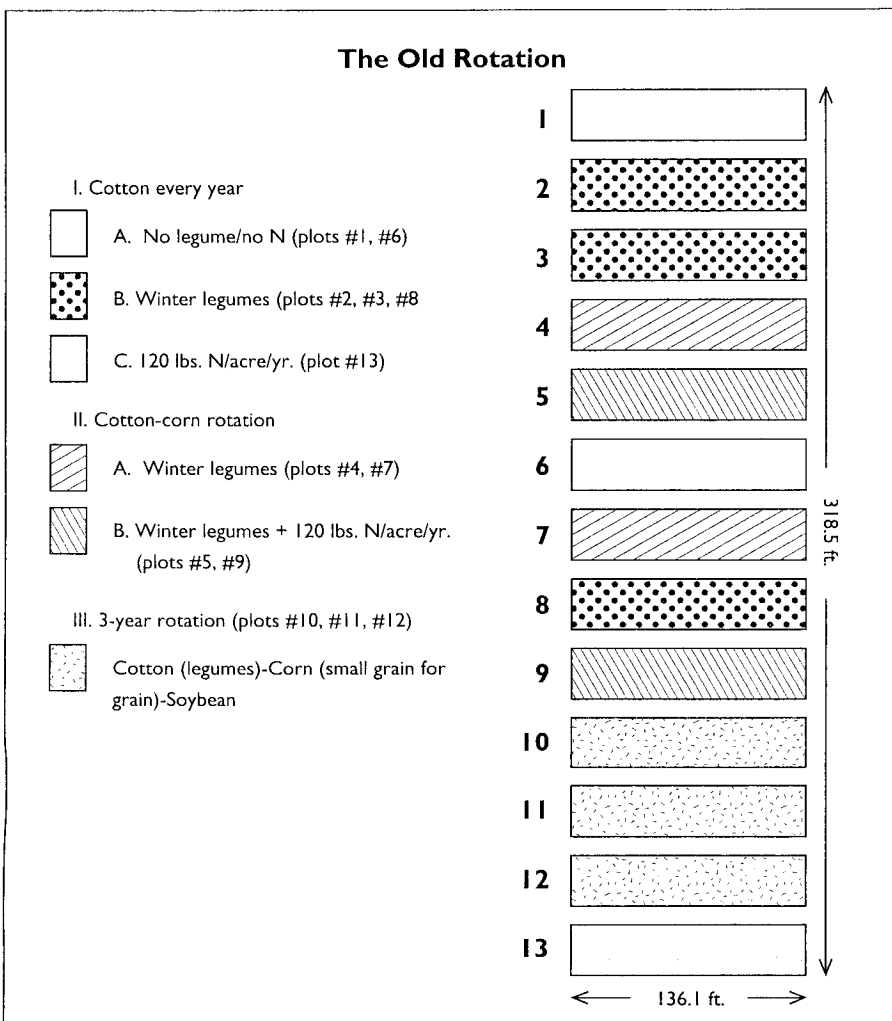 The Old Rotation
I. Cotton every year
A. No legume/no N (plots #1, #6)
B. Winter legumes (plots #2, #3, #8
C. 120 lbs. N/acre/yr. (plot #13)
II. Cotton-corn rotation
A. Winter legumes (plots #4, #7)
B. Winter legumes + 120 lbs. N/acre/yr.
(plots #5, #9)
III. 3-year rotation (plots #10, #11, #12)
Cotton (legumes)-Corn (small grain for
grain)-Soybean
1
2
3
4
5
6
7
8
9
10
11
12
13
318.5 ft.
136.1 ft.